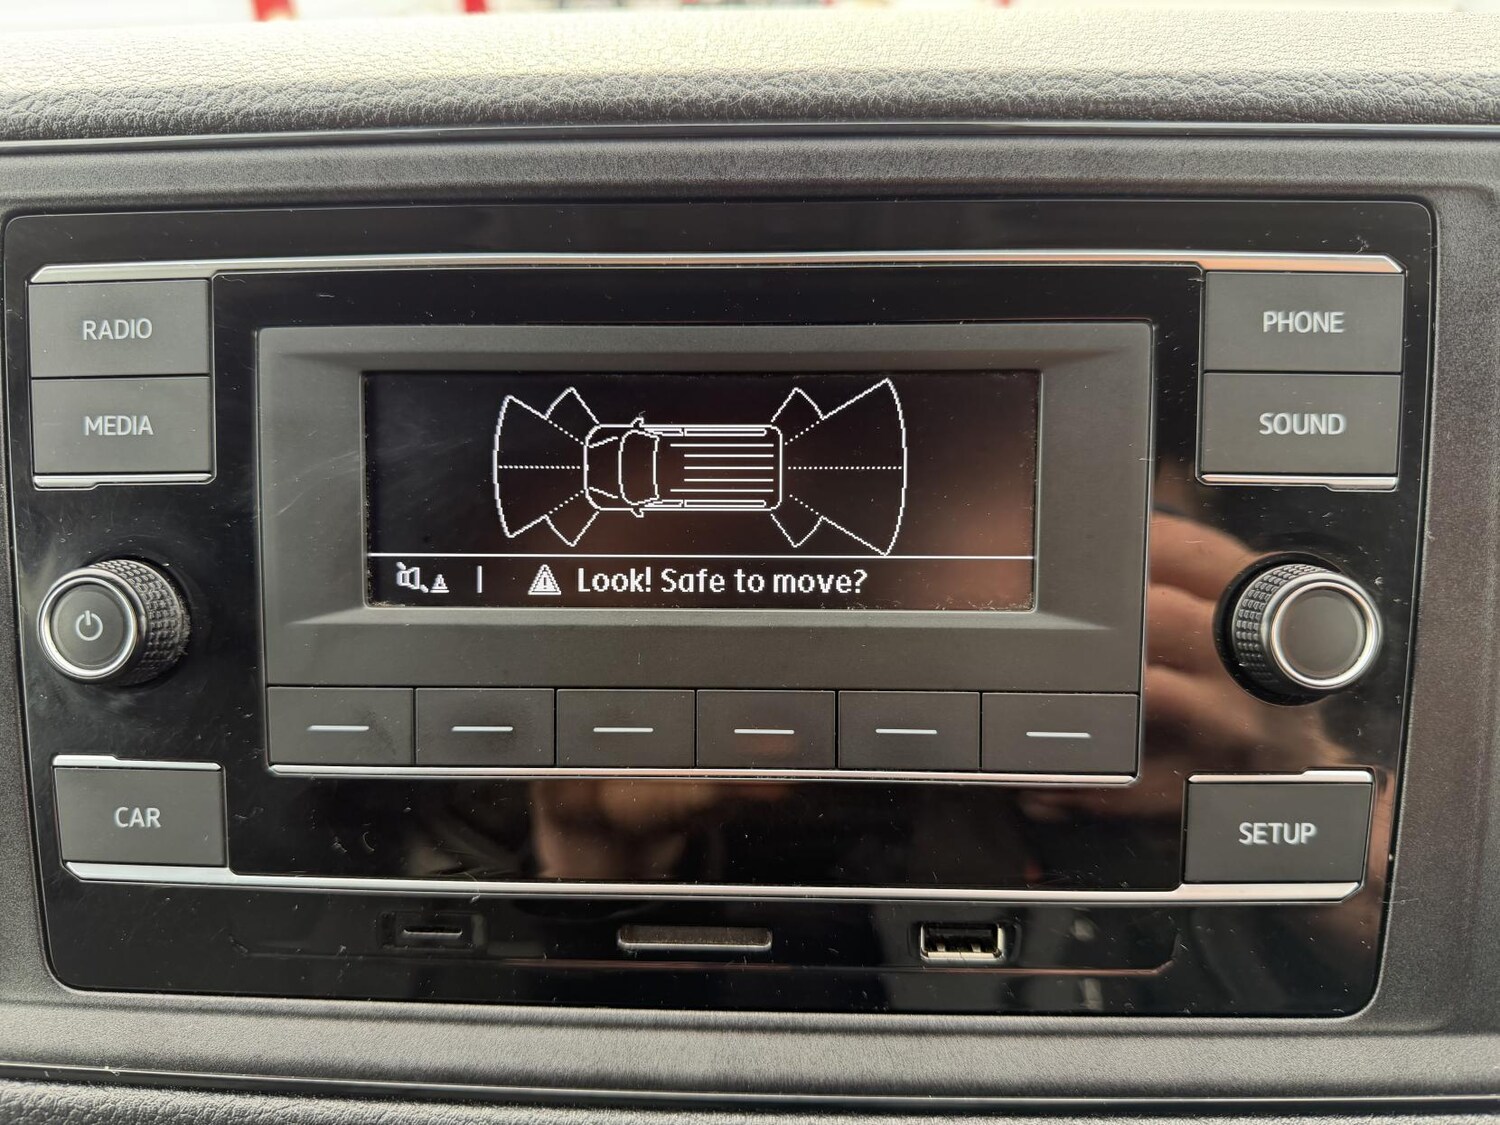 RADIO
PHONE
MEDIA
SOUND
Look! Safe to move?
CAR
SETUP